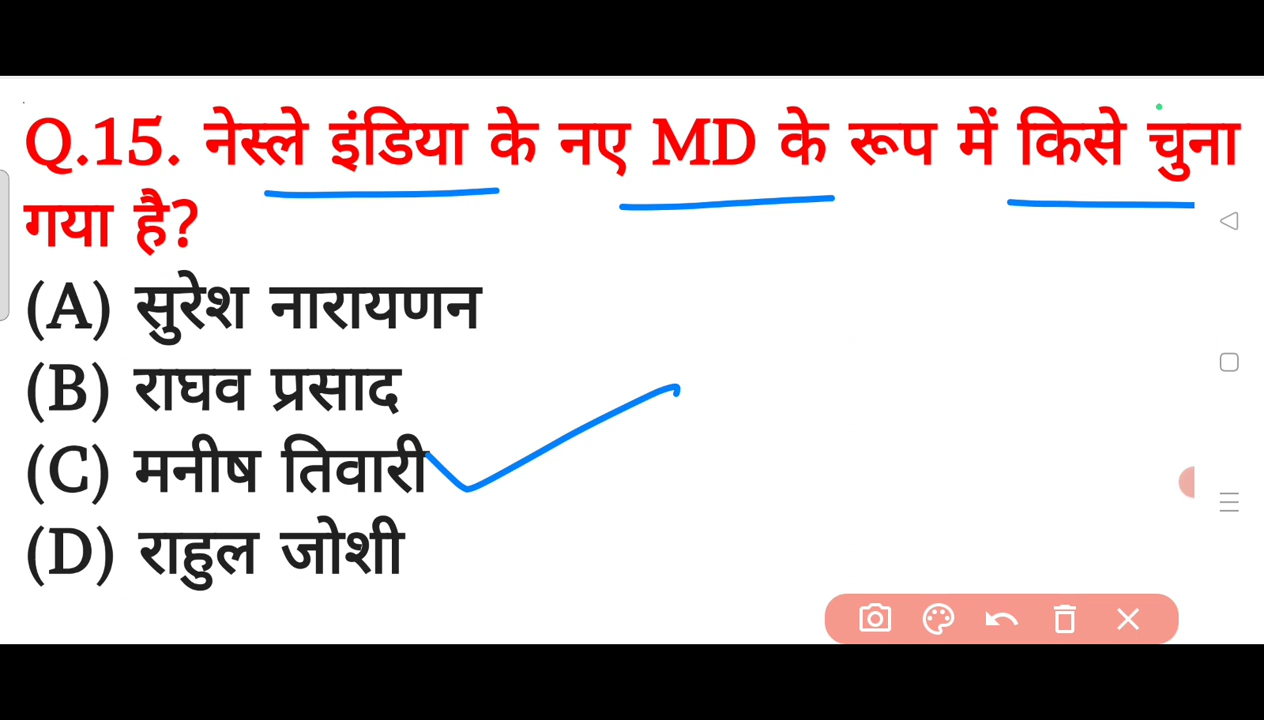 Q.15. नेस्ले इंडिया के नए MD के रूप में किसे चुना
गया है?
(A) सुरेश नारायणन
(B) राघव प्रसाद
(C) मनीष तिवारी
(D) राहुल जोशी